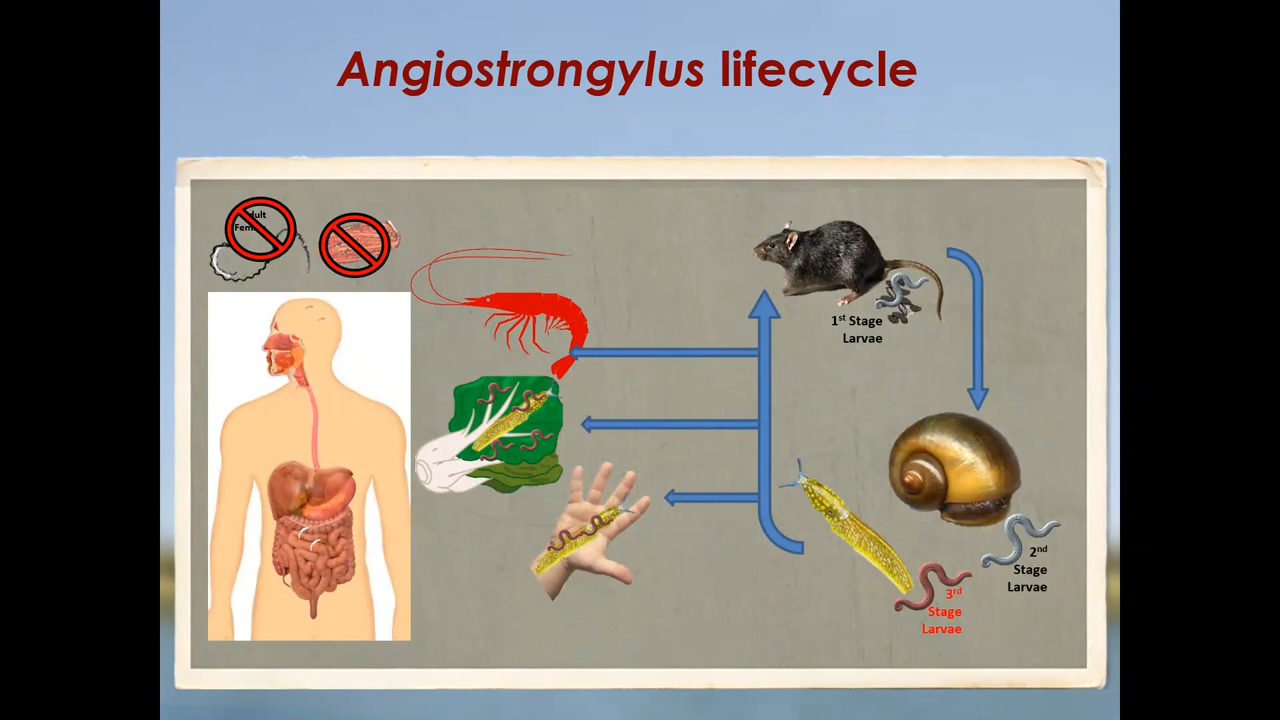 Angiostrongylus lifecycle
1st Stage
Larvae
2nd
Stage
Larvae
3rd
Stage
Larvae